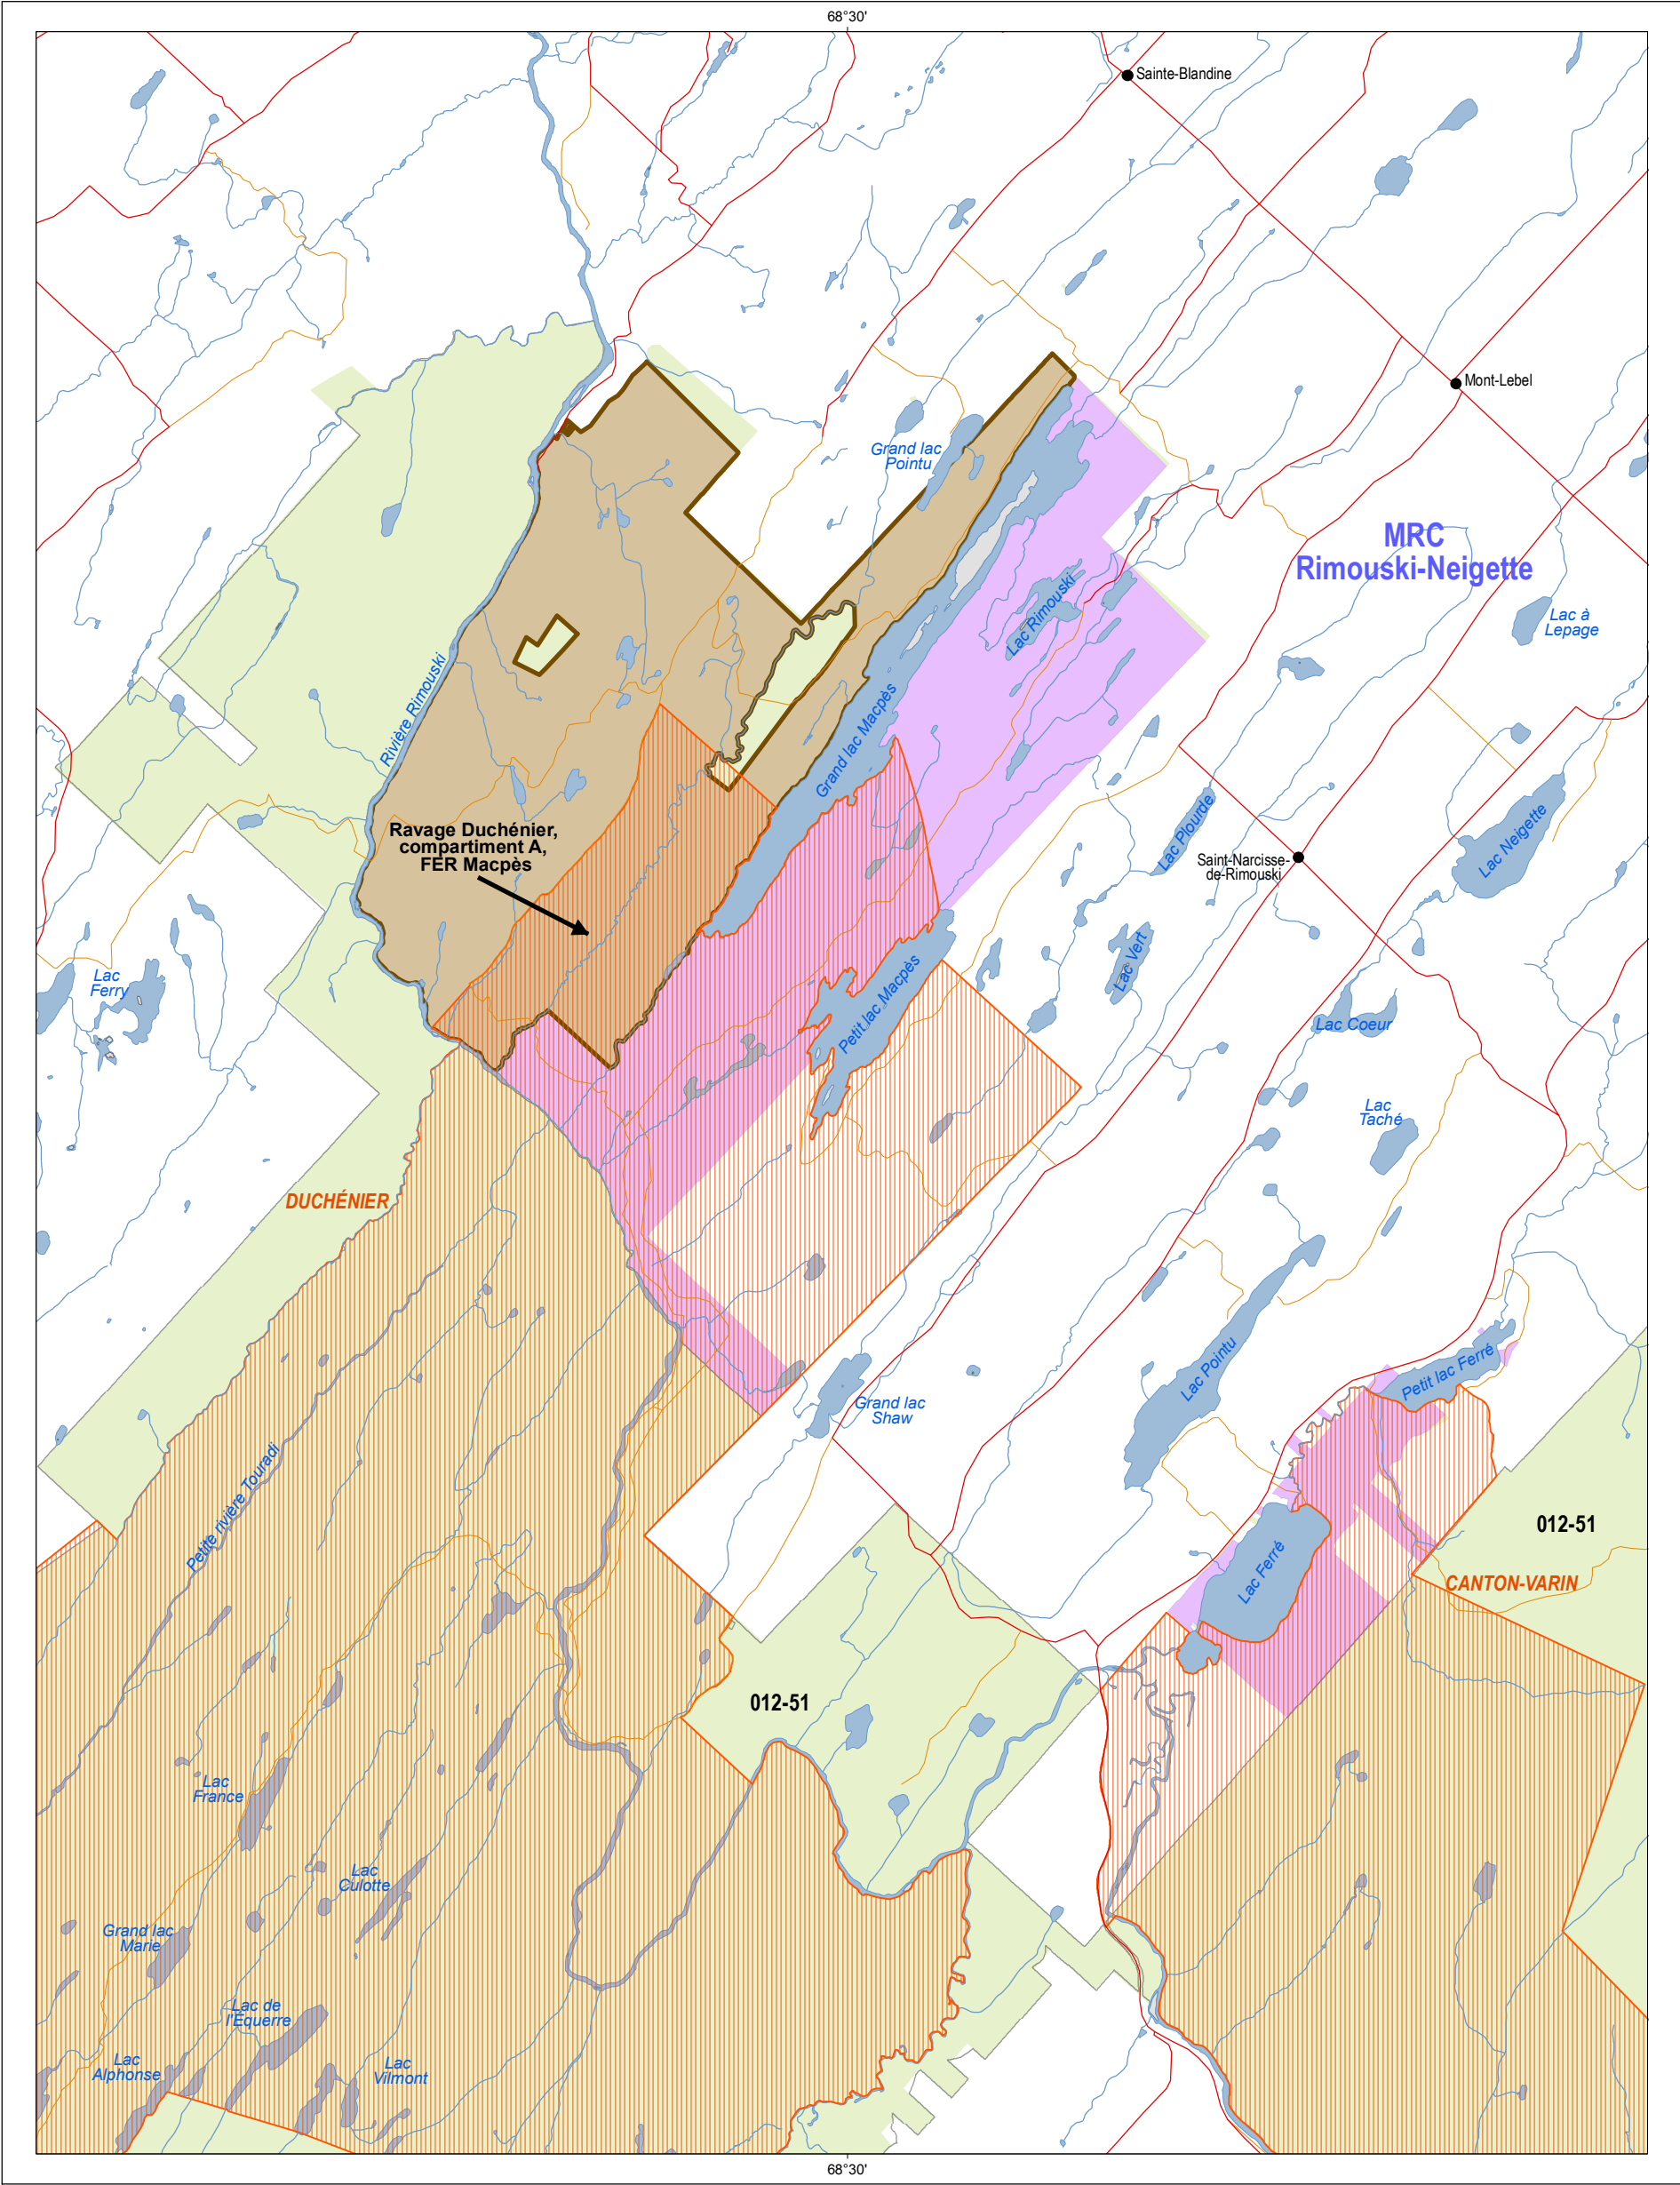 68°30'
Sainte-Blandine
Mont-Lebel
Grand lac
Pointu
MRC
Rimouski-Neigette
Lac Rimouski
Lac à
Lepage
Rivière Rimouski
Grand lac Macpès
Ravage Duchénier,
compartiment A,
FER Macpès
Lac Plourde
Lac Neigette
Saint-Narcisse-
de-Rimouski
Lac Vert
Lac
Ferry
Petit lac Macpès
Lac Coeur
Lac
Taché
DUCHÉNIER
Lac Pointu
Petit lac Ferré
Grand lac
Shaw
Petite rivière Touradi
012-51
Lac Ferré
CANTON-VARIN
012-51
Lac
France
Lac
Culotte
Grand lac
Marie
Lac de
l'Équerre
Lac
Alphonse
Lac
Vilmont
68°30'